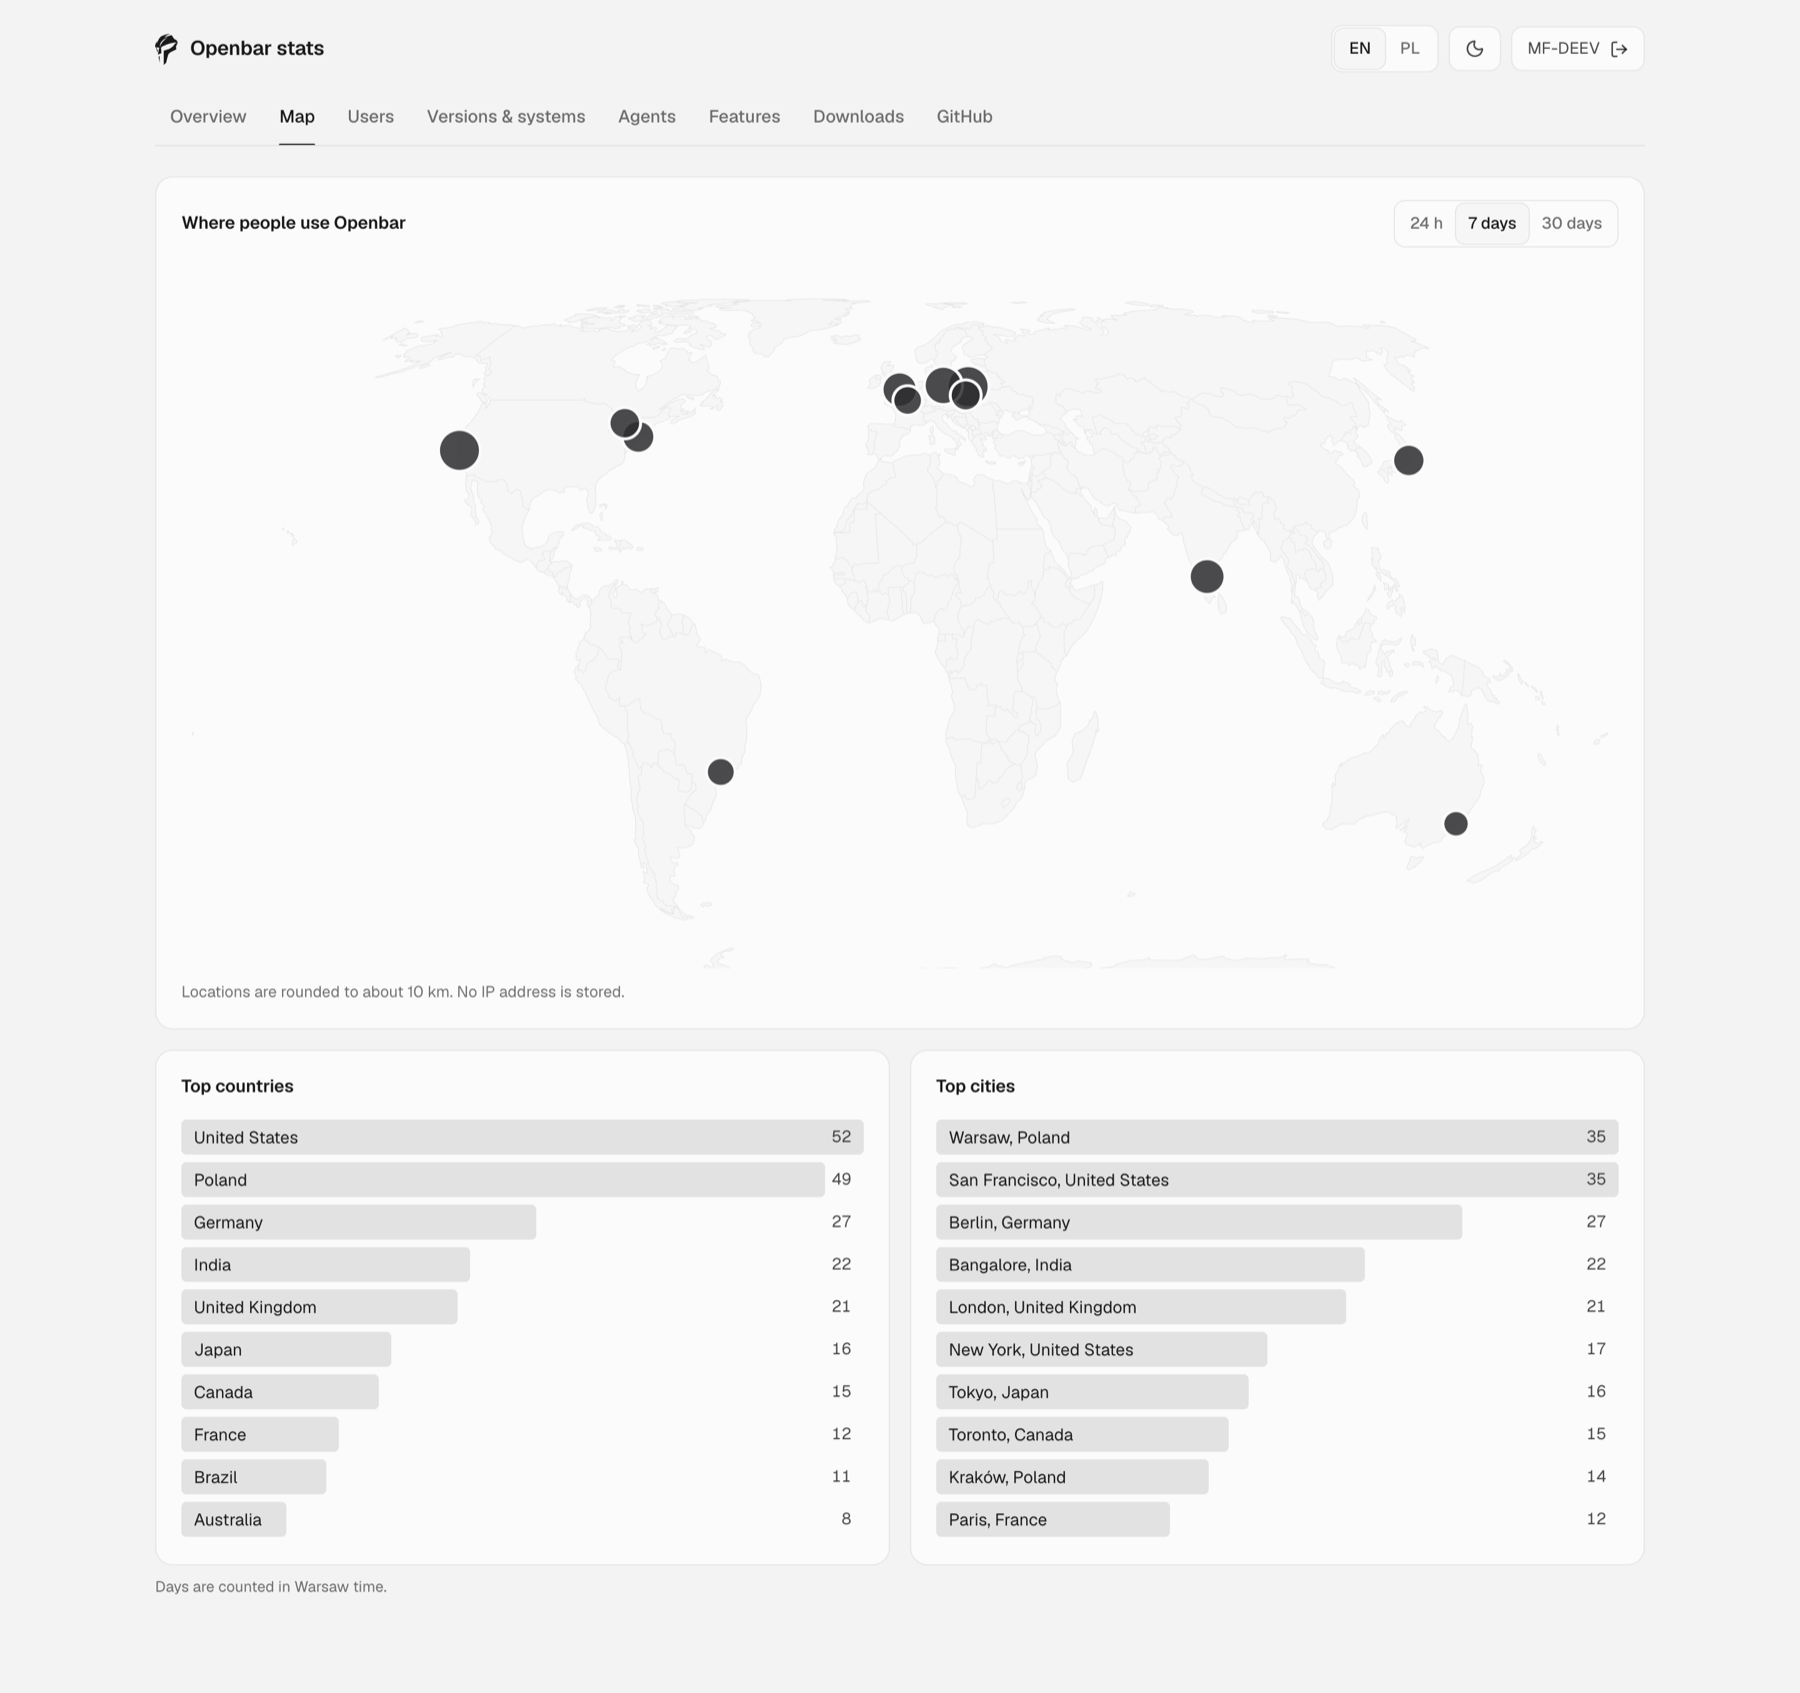 Openbar stats
EN PL MF-DEEV
Overview Map Users Versions & systems Agents Features Downloads GitHub
Where people use Openbar
24 h 7 days 30 days
Locations are rounded to about 10 km. No IP address is stored.
Top countries
United States 52
Poland 49
Germany 27
India 22
United Kingdom 21
Japan 16
Canada 15
France 12
Brazil 11
Australia 8
Top cities
Warsaw, Poland 35
San Francisco, United States 35
Berlin, Germany 27
Bangalore, India 22
London, United Kingdom 21
New York, United States 17
Tokyo, Japan 16
Toronto, Canada 15
Kraków, Poland 14
Paris, France 12
Days are counted in Warsaw time.